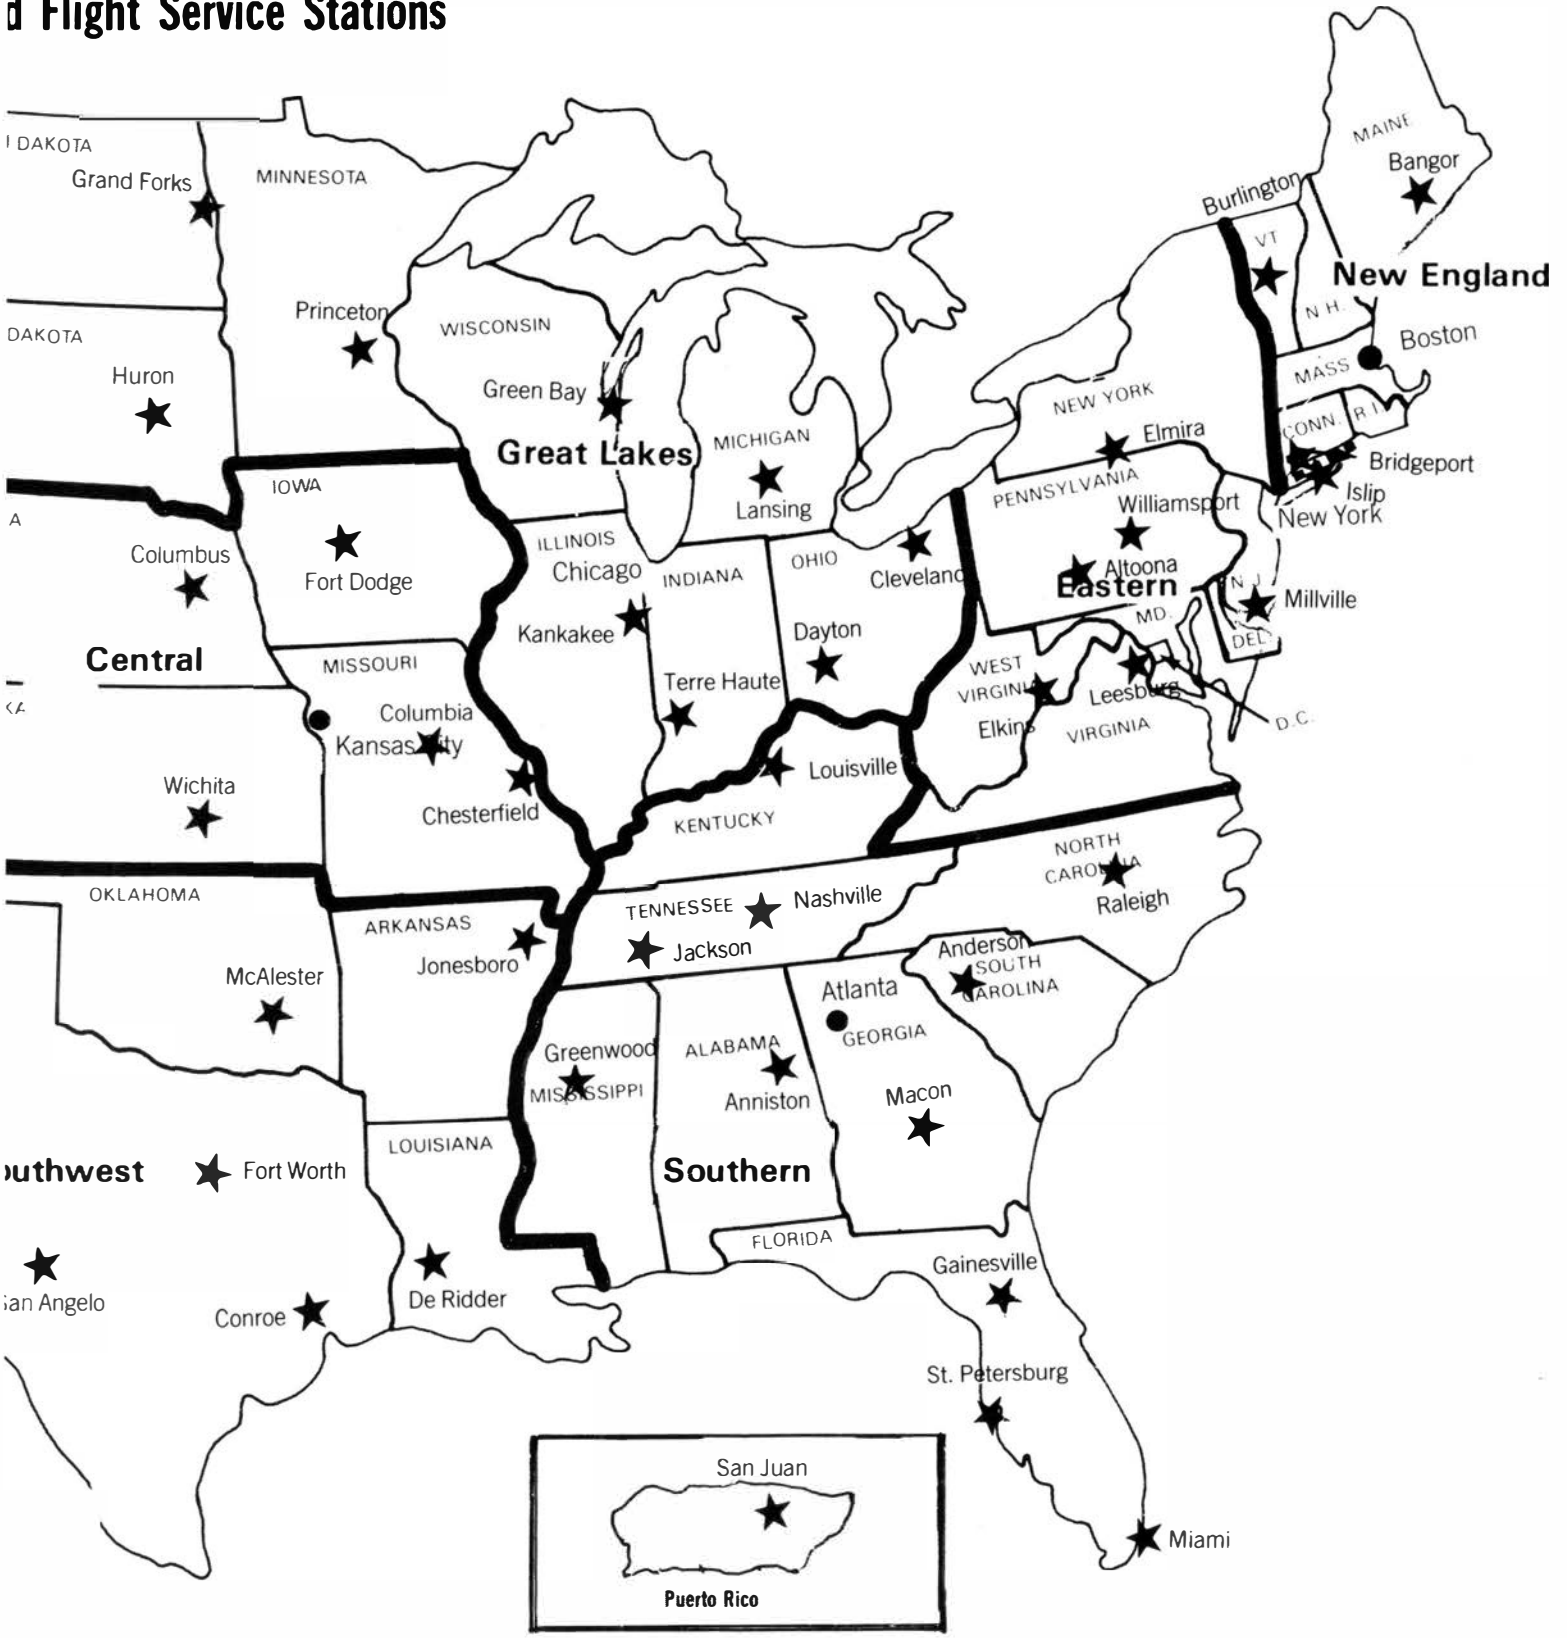 d Flight Service Stations
MAINE
Bangor
DAKOTA
MINNESOTA
Grand Forks
Burlington
VT
New England
N H.
Boston
MASS
CONN.
R I.
Bridgeport
Islip
New York
DAKOTA
Princeton
WISCONSIN
Huron
Green Bay
Great Lakes
MICHIGAN
Lansing
NEW YORK
Elmira
PENNSYLVANIA
Williamsport
Altoona
Eastern
N J.
Millville
MD.
DEL.
A
IOWA
Fort Dodge
Columbus
Central
ILLINOIS
Chicago
INDIANA
OHIO
Cleveland
Kankakee
Dayton
Terre Haute
WEST
VIRGINIA
Elkins
Leesburg
VIRGINIA
D.C.
MISSOURI
Columbia
Kansas City
Chesterfield
Wichita
Louisville
KENTUCKY
NORTH
CAROLINA
Raleigh
OKLAHOMA
ARKANSAS
Jonesboro
TENNESSEE
Nashville
Jackson
McAlester
Anderson
SOUTH
CAROLINA
Atlanta
GEORGIA
Greenwood
MISSISSIPPI
ALABAMA
Anniston
Macon
LOUISIANA
outhwest
Fort Worth
Southern
FLORIDA
Gainesville
San Angelo
Conroe
De Ridder
St. Petersburg
San Juan
Puerto Rico
Miami